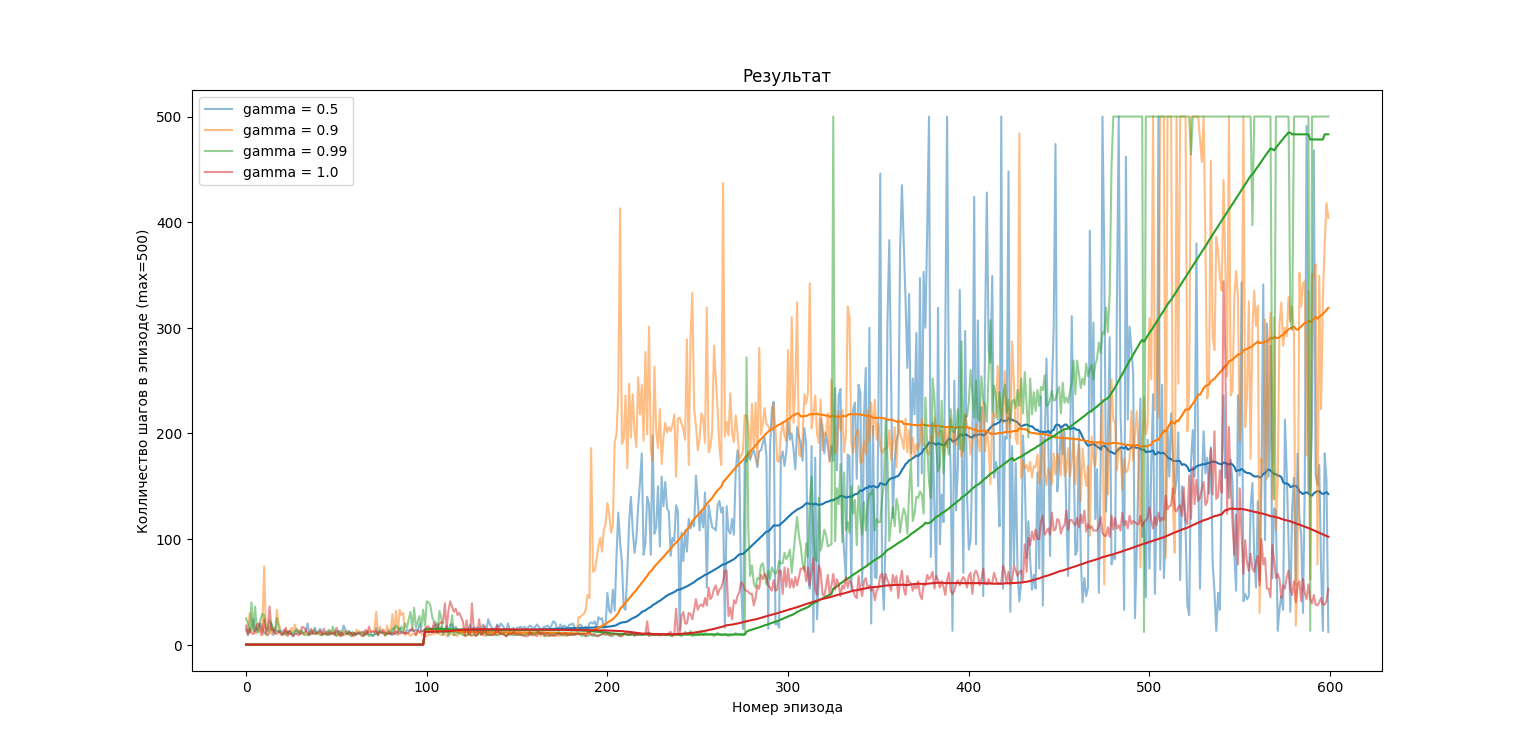 Результат
gamma = 0.5
gamma = 0.9
gamma = 0.99
gamma = 1.0
500
400
300
200
100
0
Колличество шагов в эпизоде (max=500)
0 100 200 300 400 500 600
Номер эпизода